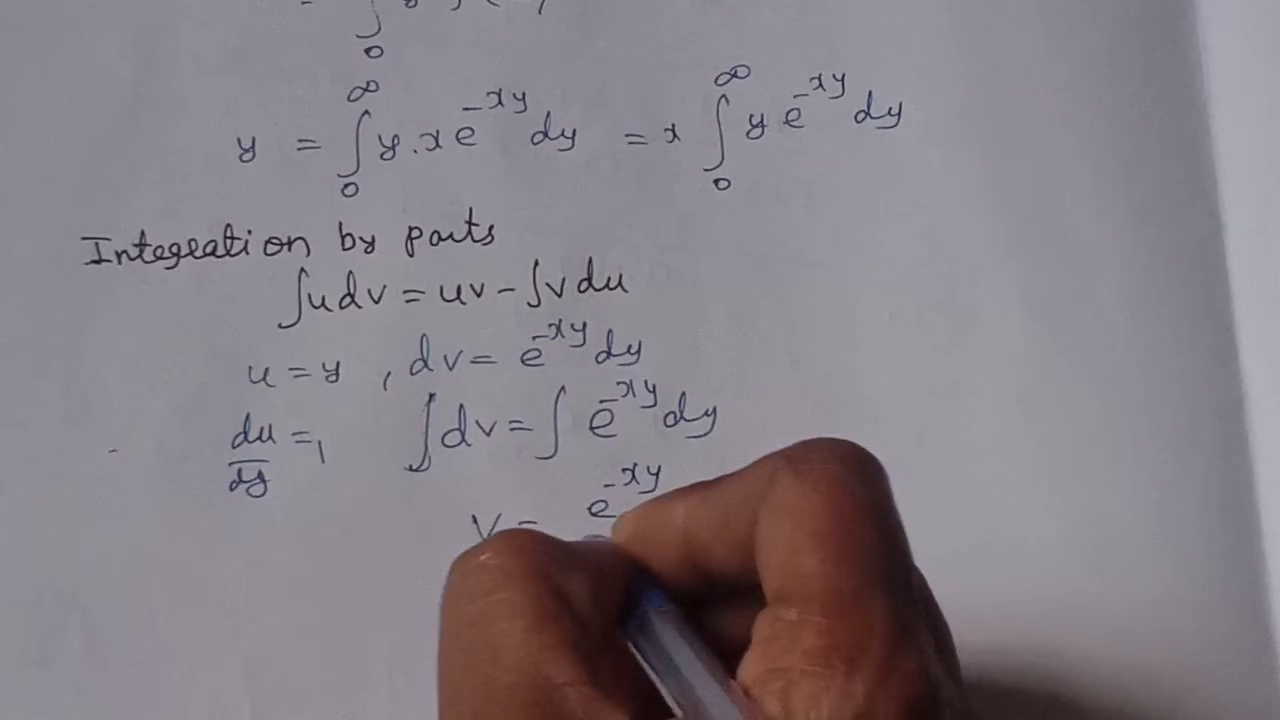 ∫ y
0
y = ∫₀^∞ y.x e^{-xy} dy = x ∫₀^∞ y e^{-xy} dy
Integration by parts
∫u dv = uv - ∫v du
u = y , dv = e^{-xy} dy
du/dy = 1 ∫dv = ∫ e^{-xy} dy
v = e^{-xy}